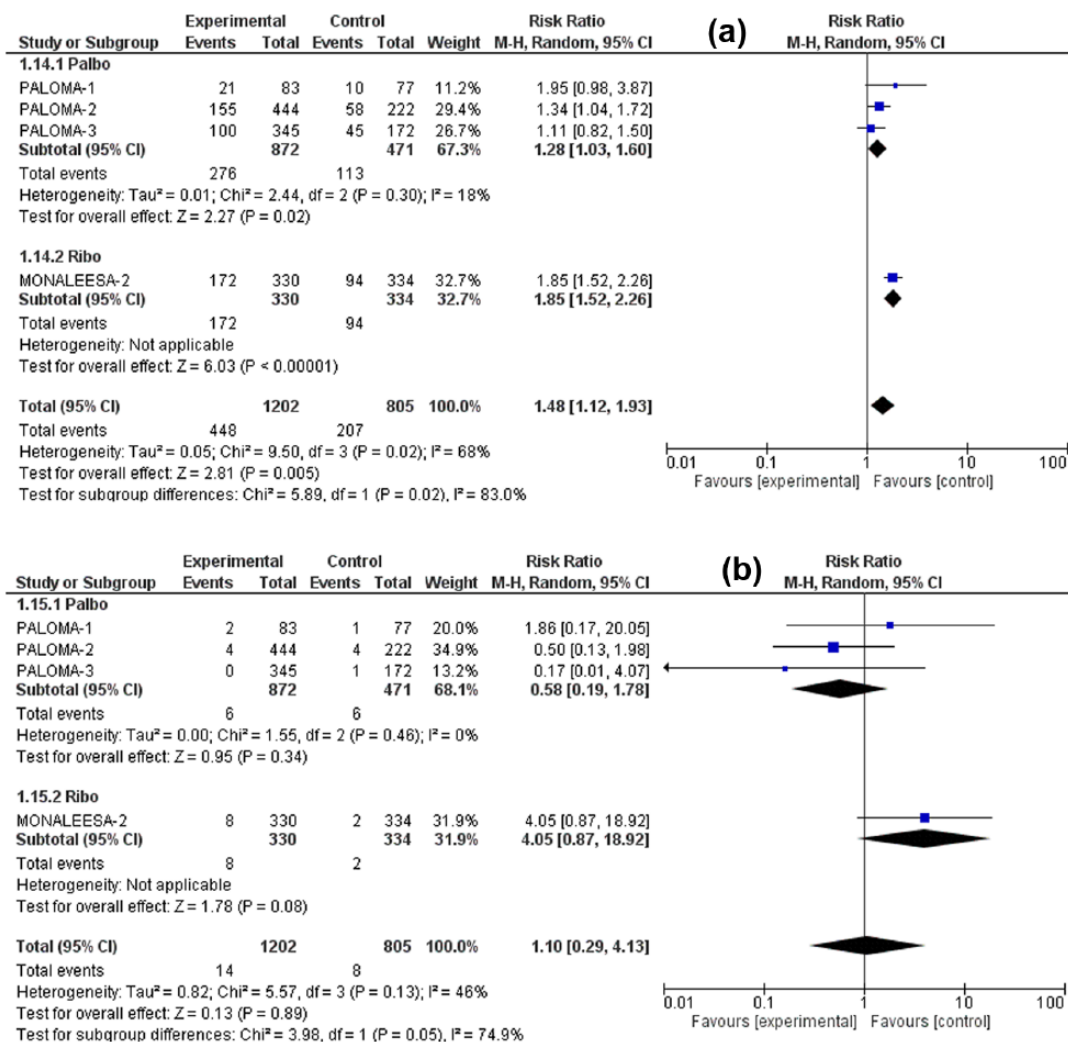 Experimental Control Risk Ratio (a) Risk Ratio
Study or Subgroup Events Total Events Total Weight M-H, Random, 95% CI M-H, Random, 95% CI
1.14.1 Palbo
PALOMA-1 21 83 10 77 11.2% 1.95 [0.98, 3.87]
PALOMA-2 155 444 58 222 29.4% 1.34 [1.04, 1.72]
PALOMA-3 100 345 45 172 26.7% 1.11 [0.82, 1.50]
Subtotal (95% CI) 872 471 67.3% 1.28 [1.03, 1.60]
Total events 276 113
Heterogeneity: Tau² = 0.01; Chi² = 2.44, df = 2 (P = 0.30); I² = 18%
Test for overall effect: Z = 2.27 (P = 0.02)
1.14.2 Ribo
MONALEESA-2 172 330 94 334 32.7% 1.85 [1.52, 2.26]
Subtotal (95% CI) 330 334 32.7% 1.85 [1.52, 2.26]
Total events 172 94
Heterogeneity: Not applicable
Test for overall effect: Z = 6.03 (P < 0.00001)
Total (95% CI) 1202 805 100.0% 1.48 [1.12, 1.93]
Total events 448 207
Heterogeneity: Tau² = 0.05; Chi² = 9.50, df = 3 (P = 0.02); I² = 68%
Test for overall effect: Z = 2.81 (P = 0.005)
Test for subgroup differences: Chi² = 5.89, df = 1 (P = 0.02), I² = 83.0%
0.01 0.1 1 10 100
Favours [experimental] Favours [control]
Experimental Control Risk Ratio (b) Risk Ratio
Study or Subgroup Events Total Events Total Weight M-H, Random, 95% CI M-H, Random, 95% CI
1.15.1 Palbo
PALOMA-1 2 83 1 77 20.0% 1.86 [0.17, 20.05]
PALOMA-2 4 444 4 222 34.9% 0.50 [0.13, 1.98]
PALOMA-3 0 345 1 172 13.2% 0.17 [0.01, 4.07]
Subtotal (95% CI) 872 471 68.1% 0.58 [0.19, 1.78]
Total events 6 6
Heterogeneity: Tau² = 0.00; Chi² = 1.55, df = 2 (P = 0.46); I² = 0%
Test for overall effect: Z = 0.95 (P = 0.34)
1.15.2 Ribo
MONALEESA-2 8 330 2 334 31.9% 4.05 [0.87, 18.92]
Subtotal (95% CI) 330 334 31.9% 4.05 [0.87, 18.92]
Total events 8 2
Heterogeneity: Not applicable
Test for overall effect: Z = 1.78 (P = 0.08)
Total (95% CI) 1202 805 100.0% 1.10 [0.29, 4.13]
Total events 14 8
Heterogeneity: Tau² = 0.82; Chi² = 5.57, df = 3 (P = 0.13); I² = 46%
Test for overall effect: Z = 0.13 (P = 0.89)
Test for subgroup differences: Chi² = 3.98, df = 1 (P = 0.05), I² = 74.9%
0.01 0.1 1 10 100
Favours [experimental] Favours [control]